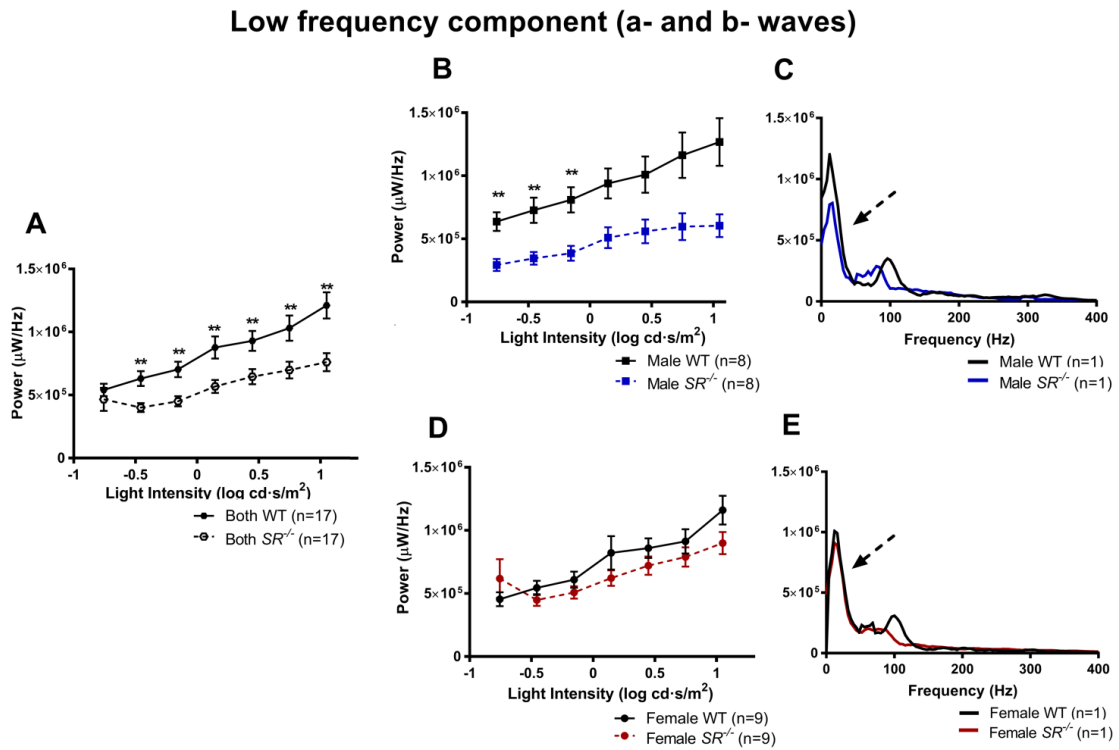 Low frequency component (a- and b- waves)
A
1.5×10⁶
1×10⁶
5×10⁵
0
Power (µW/Hz)
**
**
**
**
**
**
-1
-0.5
0
0.5
1
Light Intensity (log cd·s/m²)
Both WT (n=17)
Both SR⁻/⁻ (n=17)
B
1.5×10⁶
1×10⁶
5×10⁵
0
Power (µW/Hz)
**
**
**
-1
-0.5
0
0.5
1
Light Intensity (log cd·s/m²)
Male WT (n=8)
Male SR⁻/⁻ (n=8)
C
1.5×10⁶
1×10⁶
5×10⁵
0
0
100
200
300
400
Frequency (Hz)
Male WT (n=1)
Male SR⁻/⁻ (n=1)
D
1.5×10⁶
1×10⁶
5×10⁵
0
Power (µW/Hz)
-1
-0.5
0
0.5
1
Light Intensity (log cd·s/m²)
Female WT (n=9)
Female SR⁻/⁻ (n=9)
E
1.5×10⁶
1×10⁶
5×10⁵
0
0
100
200
300
400
Frequency (Hz)
Female WT (n=1)
Female SR⁻/⁻ (n=1)